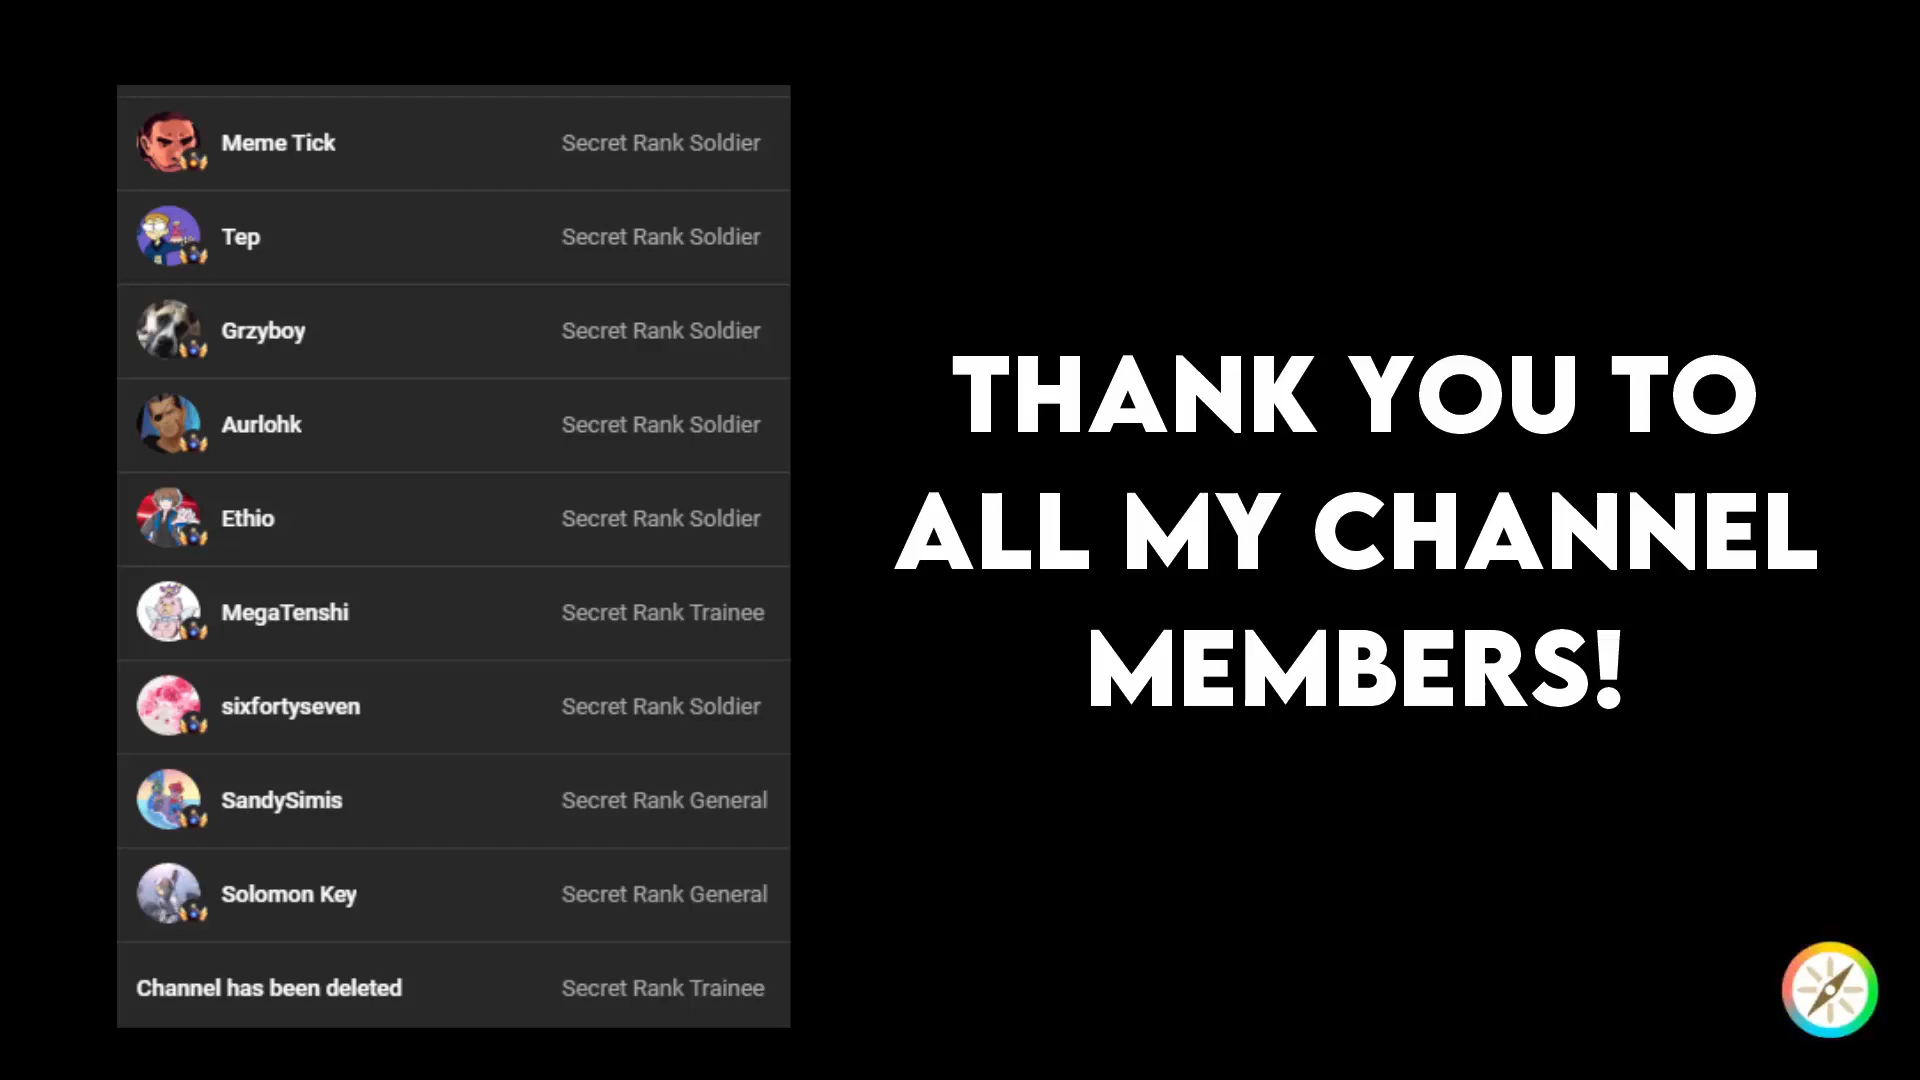 Meme Tick Secret Rank Soldier
Tep Secret Rank Soldier
Grzyboy Secret Rank Soldier
Aurlohk Secret Rank Soldier
Ethio Secret Rank Soldier
MegaTenshi Secret Rank Trainee
sixfortyseven Secret Rank Soldier
SandySimis Secret Rank General
Solomon Key Secret Rank General
Channel has been deleted Secret Rank Trainee
THANK YOU TO
ALL MY CHANNEL
MEMBERS!